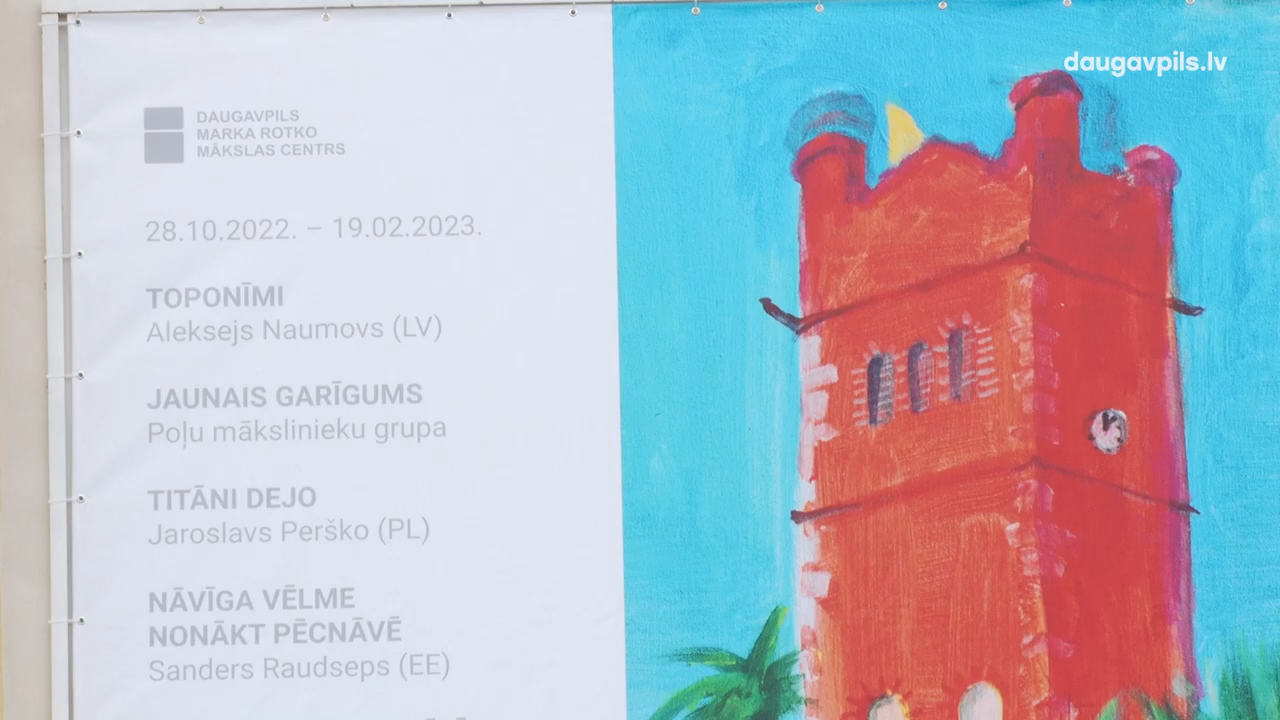 daugavpils.lv
DAUGAVPILS
MARKA ROTKO
MĀKSLAS CENTRS
28.10.2022. – 19.02.2023.
TOPONĪMI
Aleksejs Naumovs (LV)
JAUNAIS GARĪGUMS
Poļu mākslinieku grupa
TITĀNI DEJO
Jaroslavs Perško (PL)
NĀVĪGA VĒLME
NONĀKT PĒCNĀVĒ
Sanders Raudseps (EE)